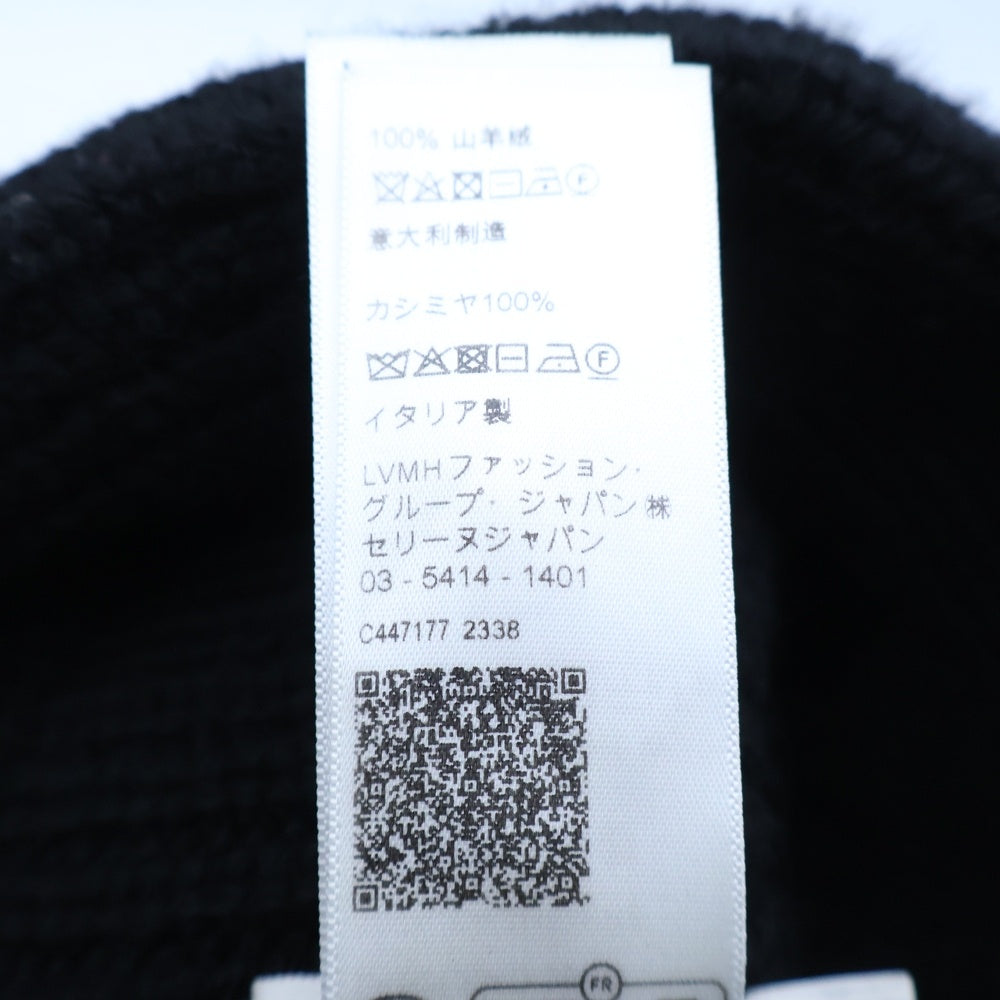 100% 山羊绒
F
意大利制造
カシミヤ100%
F
イタリア製
LVMHファッション・
グループ・ジャパン㈱
セリーヌジャパン
03 - 5414 - 1401
C447177 2338
FR